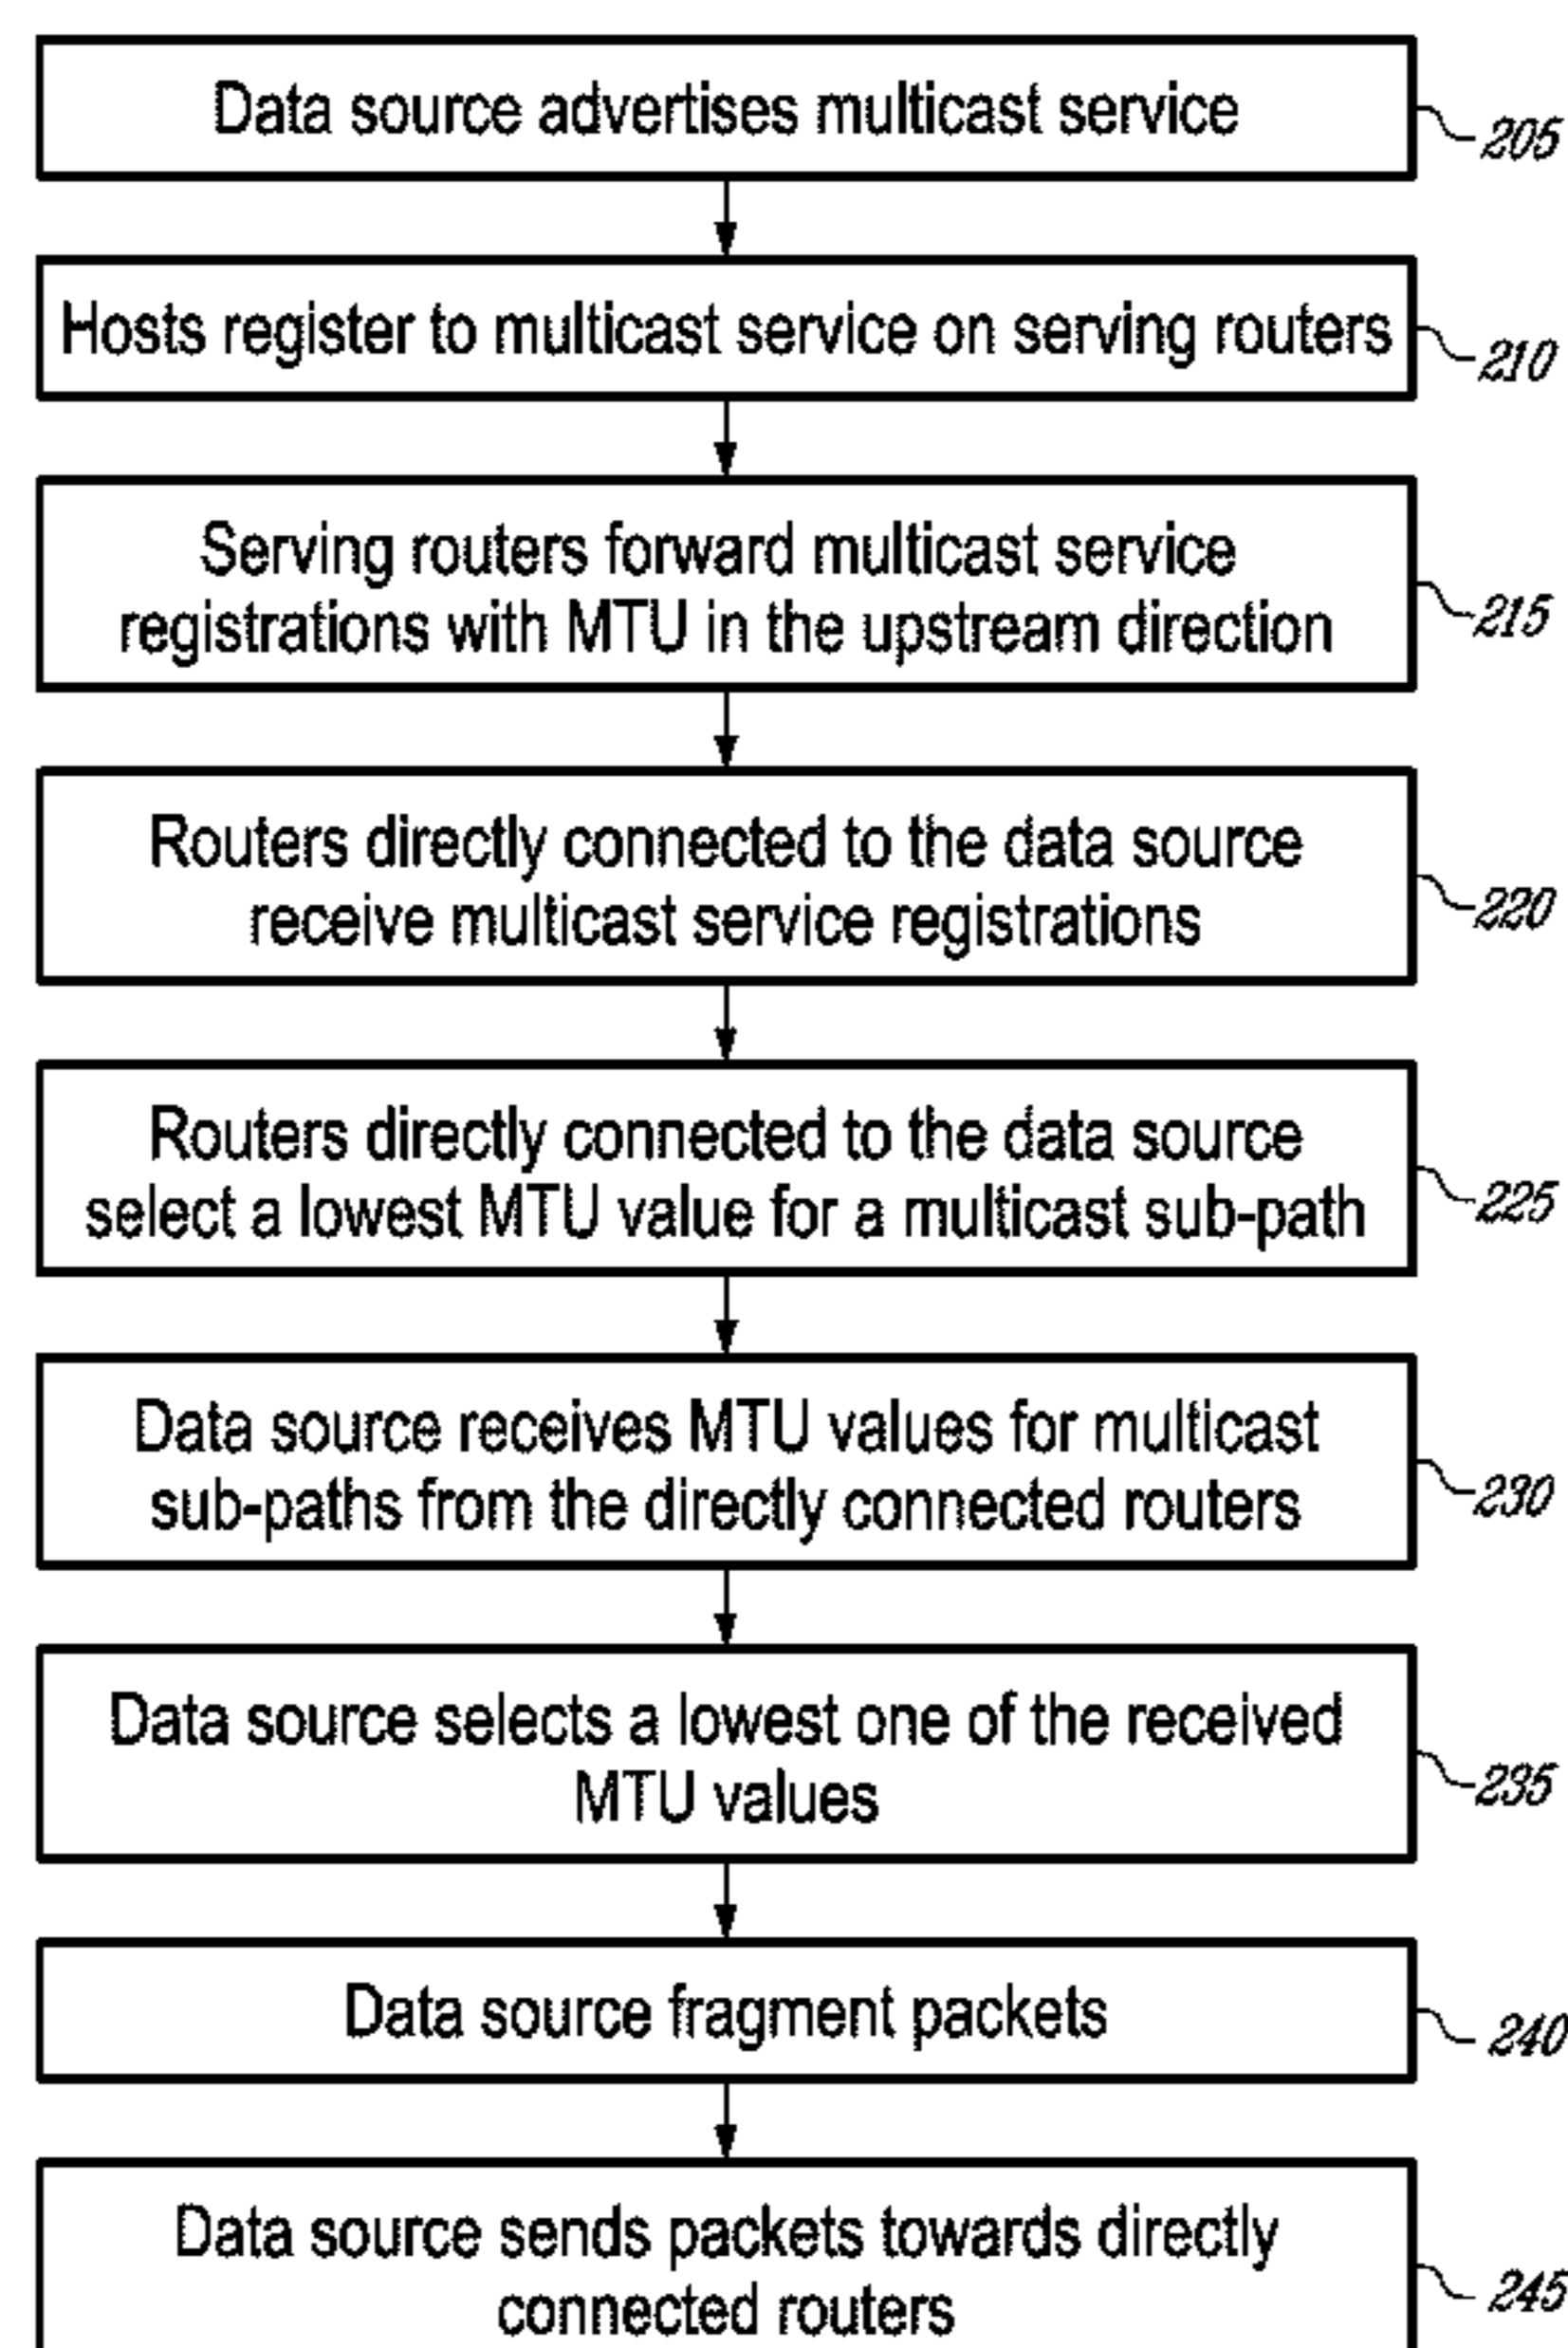 Data source advertises multicast service
205
Hosts register to multicast service on serving routers
210
Serving routers forward multicast service
registrations with MTU in the upstream direction
215
Routers directly connected to the data source
receive multicast service registrations
220
Routers directly connected to the data source
select a lowest MTU value for a multicast sub-path
225
Data source receives MTU values for multicast
sub-paths from the directly connected routers
230
Data source selects a lowest one of the received
MTU values
235
Data source fragment packets
240
Data source sends packets towards directly
connected routers
245